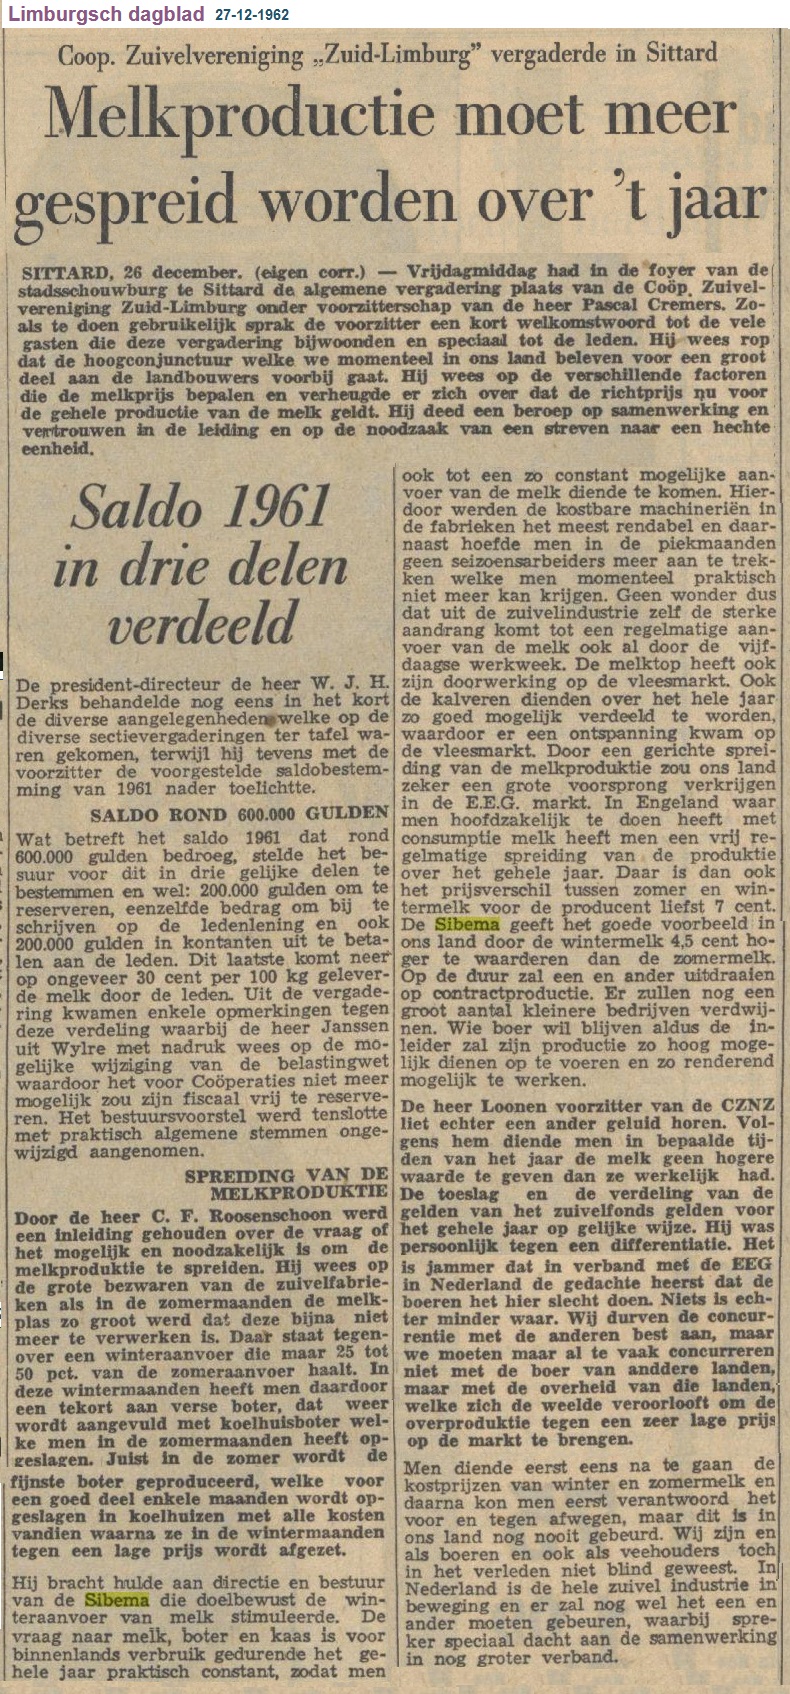 Limburgsch dagblad 27-12-1962
Coop. Zuivelvereniging „Zuid-Limburg” vergaderde in Sittard
Melkproductie moet meer
gespreid worden over 't jaar
SITTARD, 26 december. (eigen corr.) — Vrijdagmiddag had in de foyer van de
stadsschouwburg te Sittard de algemene vergadering plaats van de Coöp. Zuivel-
vereniging Zuid-Limburg onder voorzitterschap van de heer Pascal Cremers. Zo-
als te doen gebruikelijk sprak de voorzitter een kort welkomstwoord tot de vele
gasten die deze vergadering bijwoonden en speciaal tot de leden. Hij wees rop
dat de hoogconjunctuur welke we momenteel in ons land beleven voor een groot
deel aan de landbouwers voorbij gaat. Hij wees op de verschillende factoren
die de melkprijs bepalen en verheugde er zich over dat de richtprijs nu voor
de gehele productie van de melk geldt. Hij deed een beroep op samenwerking en
vertrouwen in de leiding en op de noodzaak van een streven naar een hechte
eenheid.
Saldo 1961
in drie delen
verdeeld
De president-directeur de heer W. J. H.
Derks behandelde nog eens in het kort
de diverse aangelegenheden welke op de
diverse sectievergaderingen ter tafel wa-
ren gekomen, terwijl hij tevens met de
voorzitter de voorgestelde saldobestem-
ming van 1961 nader toelichtte.
SALDO ROND 600.000 GULDEN
Wat betreft het saldo 1961 dat rond
600.000 gulden bedroeg, stelde het be-
suur voor dit in drie gelijke delen te
bestemmen en wel: 200.000 gulden om te
reserveren, eenzelfde bedrag om bij te
schrijven op de ledenlening en ook
200.000 gulden in kontanten uit te beta-
len aan de leden. Dit laatste komt neer
op ongeveer 30 cent per 100 kg gelever-
de melk door de leden. Uit de vergade-
ring kwamen enkele opmerkingen tegen
deze verdeling waarbij de heer Janssen
uit Wylre met nadruk wees op de mo-
gelijke wijziging van de belastingwet
waardoor het voor Coöperaties niet meer
mogelijk zou zijn fiscaal vrij te reserve-
ren. Het bestuursvoorstel werd tenslotte
met praktisch algemene stemmen onge-
wijzigd aangenomen.
SPREIDING VAN DE
MELKPRODUKTIE
Door de heer C. F. Roosenschoon werd
een inleiding gehouden over de vraag of
het mogelijk en noodzakelijk is om de
melkproduktie te spreiden. Hij wees op
de grote bezwaren van de zuivelfabrie-
ken als in de zomermaanden de melk-
plas zo groot werd dat deze bijna niet
meer te verwerken is. Daar staat tegen-
over een winteraanvoer die maar 25 tot
50 pct. van de zomeraanvoer haalt. In
deze wintermaanden heeft men daardoor
een tekort aan verse boter, dat weer
wordt aangevuld met koelhuisboter wel-
ke men in de zomermaanden heeft op-
geslagen. Juist in de zomer wordt de
fijnste boter geproduceerd, welke voor
een goed deel enkele maanden wordt op-
geslagen in koelhuizen met alle kosten
vandien waarna ze in de wintermaanden
tegen een lage prijs wordt afgezet.
Hij bracht hulde aan directie en bestuur
van de Sibema die doelbewust de win-
teraanvoer van melk stimuleerde. De
vraag naar melk, boter en kaas is voor
binnenlands verbruik gedurende het ge-
hele jaar praktisch constant, zodat men
ook tot een zo constant mogelijke aan-
voer van de melk diende te komen. Hier-
door werden de kostbare machineriën in
de fabrieken het meest rendabel en daar-
naast hoefde men in de piekmaanden
geen seizoensarbeiders meer aan te trek-
ken welke men momenteel praktisch
niet meer kan krijgen. Geen wonder dus
dat uit de zuivelindustrie zelf de sterke
aandrang komt tot een regelmatige aan-
voer van de melk ook al door de vijf-
daagse werkweek. De melktop heeft ook
zijn doorwerking op de vleesmarkt. Ook
de kalveren dienden over het hele jaar
zo goed mogelijk verdeeld te worden,
waardoor er een ontspanning kwam op
de vleesmarkt. Door een gerichte sprei-
ding van de melkproduktie zou ons land
zeker een grote voorsprong verkrijgen
in de E.E.G. markt. In Engeland waar
men hoofdzakelijk te doen heeft met
consumptie melk heeft men een vrij re-
gelmatige spreiding van de produktie
over het gehele jaar. Daar is dan ook
het prijsverschil tussen zomer en win-
termelk voor de producent liefst 7 cent.
De Sibema geeft het goede voorbeeld in
ons land door de wintermelk 4,5 cent ho-
ger te waarderen dan de zomermelk.
Op de duur zal een en ander uitdraaien
op contractproductie. Er zullen nog een
groot aantal kleinere bedrijven verdwij-
nen. Wie boer wil blijven aldus de in-
leider zal zijn productie zo hoog moge-
lijk dienen op te voeren en zo renderend
mogelijk te werken.
De heer Loonen voorzitter van de CZNZ
liet echter een ander geluid horen. Vol-
gens hem diende men in bepaalde tij-
den van het jaar de melk geen hogere
waarde te geven dan ze werkelijk had.
De toeslag en de verdeling van de
gelden van het zuivelfonds gelden voor
het gehele jaar op gelijke wijze. Hij was
persoonlijk tegen een differentiatie. Het
is jammer dat in verband met de EEG
in Nederland de gedachte heerst dat de
boeren het hier slecht doen. Niets is ech-
ter minder waar. Wij durven de concur-
rentie met de anderen best aan, maar
we moeten maar al te vaak concurreren
niet met de boer van anddere landen,
maar met de overheid van die landen,
welke zich de weelde veroorlooft om de
overproduktie tegen een zeer lage prijs
op de markt te brengen.
Men diende eerst eens na te gaan de
kostprijzen van winter en zomermelk en
daarna kon men eerst verantwoord het
voor en tegen afwegen, maar dit is in
ons land nog nooit gebeurd. Wij zijn en
als boeren en ook als veehouders toch
in het verleden niet blind geweest. In
Nederland is de hele zuivel industrie in
beweging en er zal nog wel het een en
ander moeten gebeuren, waarbij spre-
ker speciaal dacht aan de samenwerking
in nog groter verband.